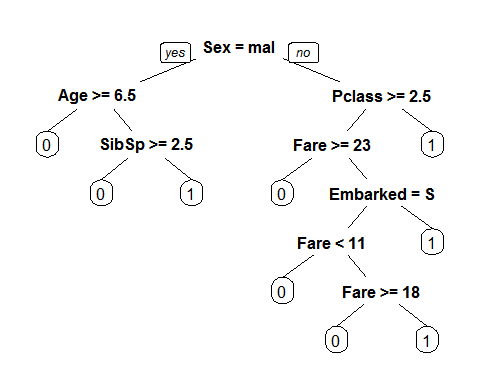 yes Sex = mal no
Age >= 6.5 Pclass >= 2.5
0 SibSp >= 2.5 Fare >= 23 1
0 1 0 Embarked = S
Fare < 11 1
0 Fare >= 18
0 1